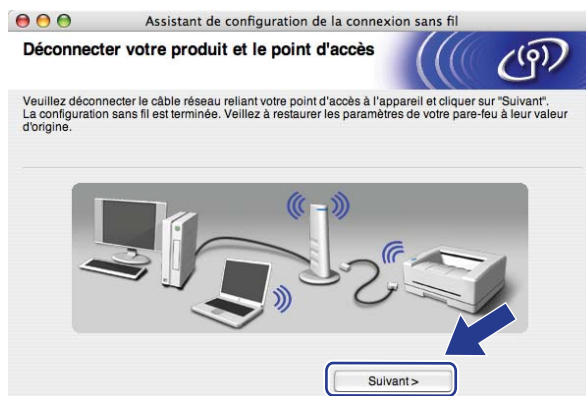 Assistant de configuration de la connexion sans fil
Déconnecter votre produit et le point d'accès
Veuillez déconnecter le câble réseau reliant votre point d'accès à l'appareil et cliquer sur "Suivant".
La configuration sans fil est terminée. Veillez à restaurer les paramètres de votre pare-feu à leur valeur
d'origine.
Suivant >